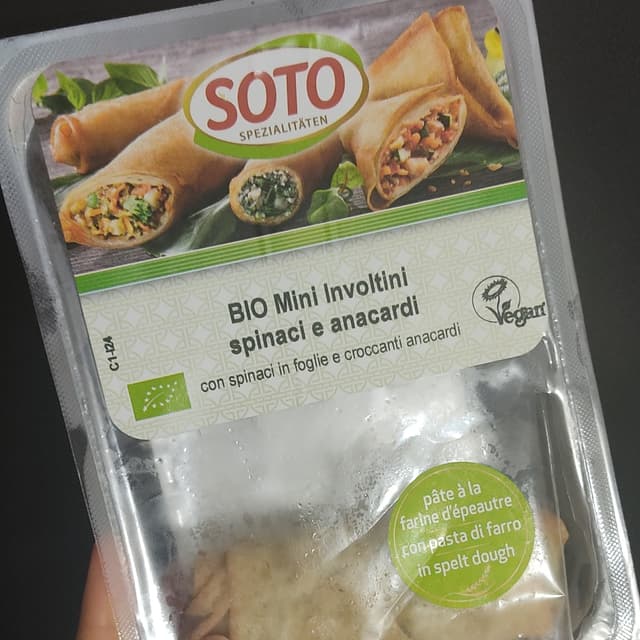 SOTO
SPEZIALITÄTEN
BIO Mini Involtini
spinaci e anacardi
con spinaci in foglie e croccanti anacardi
Vegan
C1-I2A
pâte à la
farine d'épeautre
con pasta di farro
in spelt dough